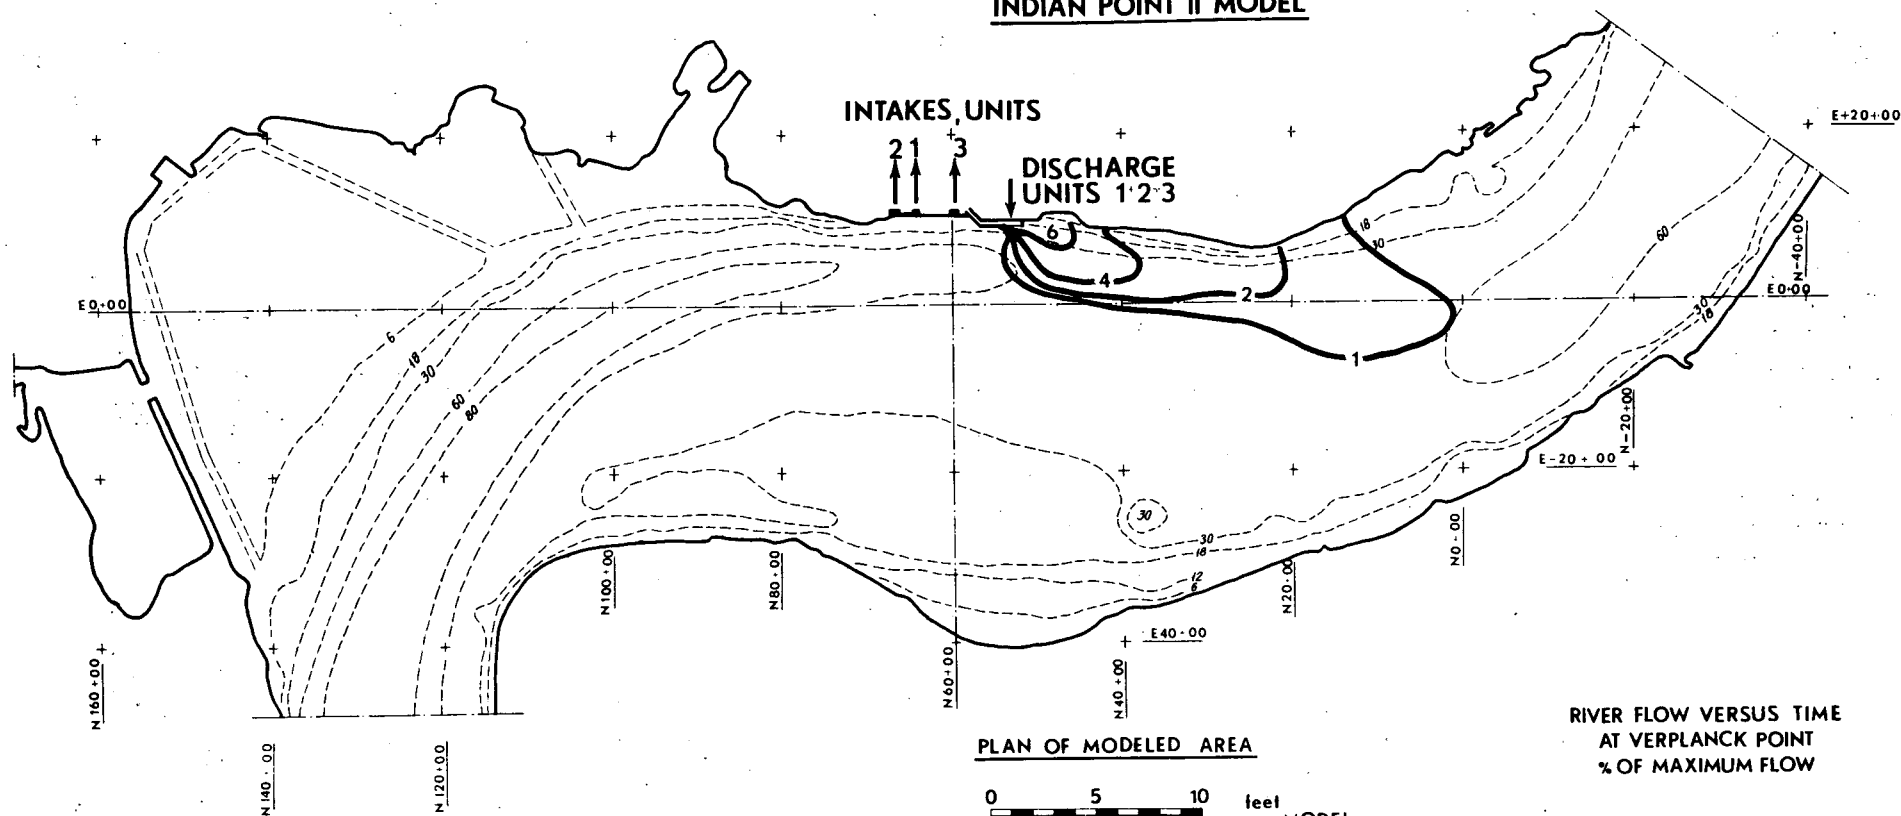 INDIAN POINT II MODEL
INTAKES, UNITS
2 1 3
DISCHARGE
UNITS 1+2+3
E+20+00
6
4
2
1
18
30
60
N-40+00
E0+00
E0+00
30
18
6
18
30
60
80
N-20+00
E-20+00
30
30
18
12
6
N0+00
N20+00
N100+00
N80+00
E40+00
N60+00
N40+00
N160+00
N140+00
N120+00
PLAN OF MODELED AREA
0 5 10 feet
MODEL
RIVER FLOW VERSUS TIME
AT VERPLANCK POINT
% OF MAXIMUM FLOW